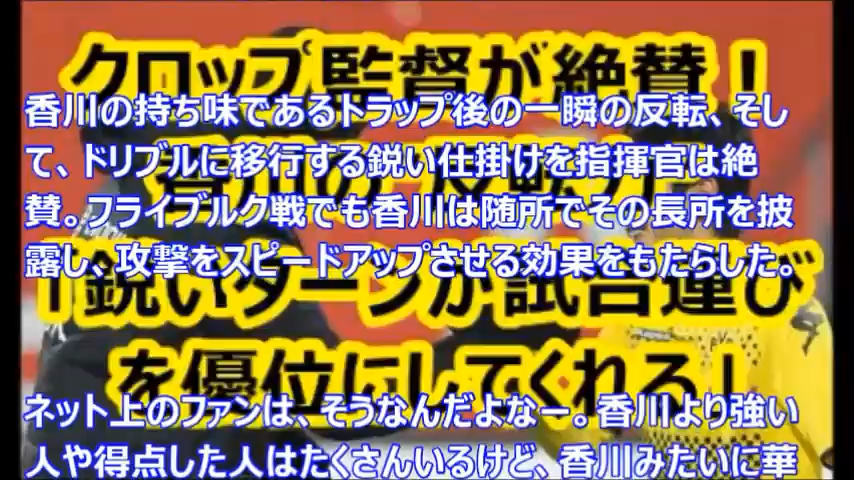 クロップ監督が絶賛！
香川の持ち味であるトラップ後の一瞬の反転、そし
て、ドリブルに移行する鋭い仕掛けを指揮官は絶
香川の“反転力”
賛。フライブルク戦でも香川は随所でその長所を披
露し、攻撃をスピードアップさせる効果をもたらした。
「鋭いターンが試合運び
を優位にしてくれる」
ネット上のファンは、そうなんだよなー。香川より強い
人や得点した人はたくさんいるけど、香川みたいに華